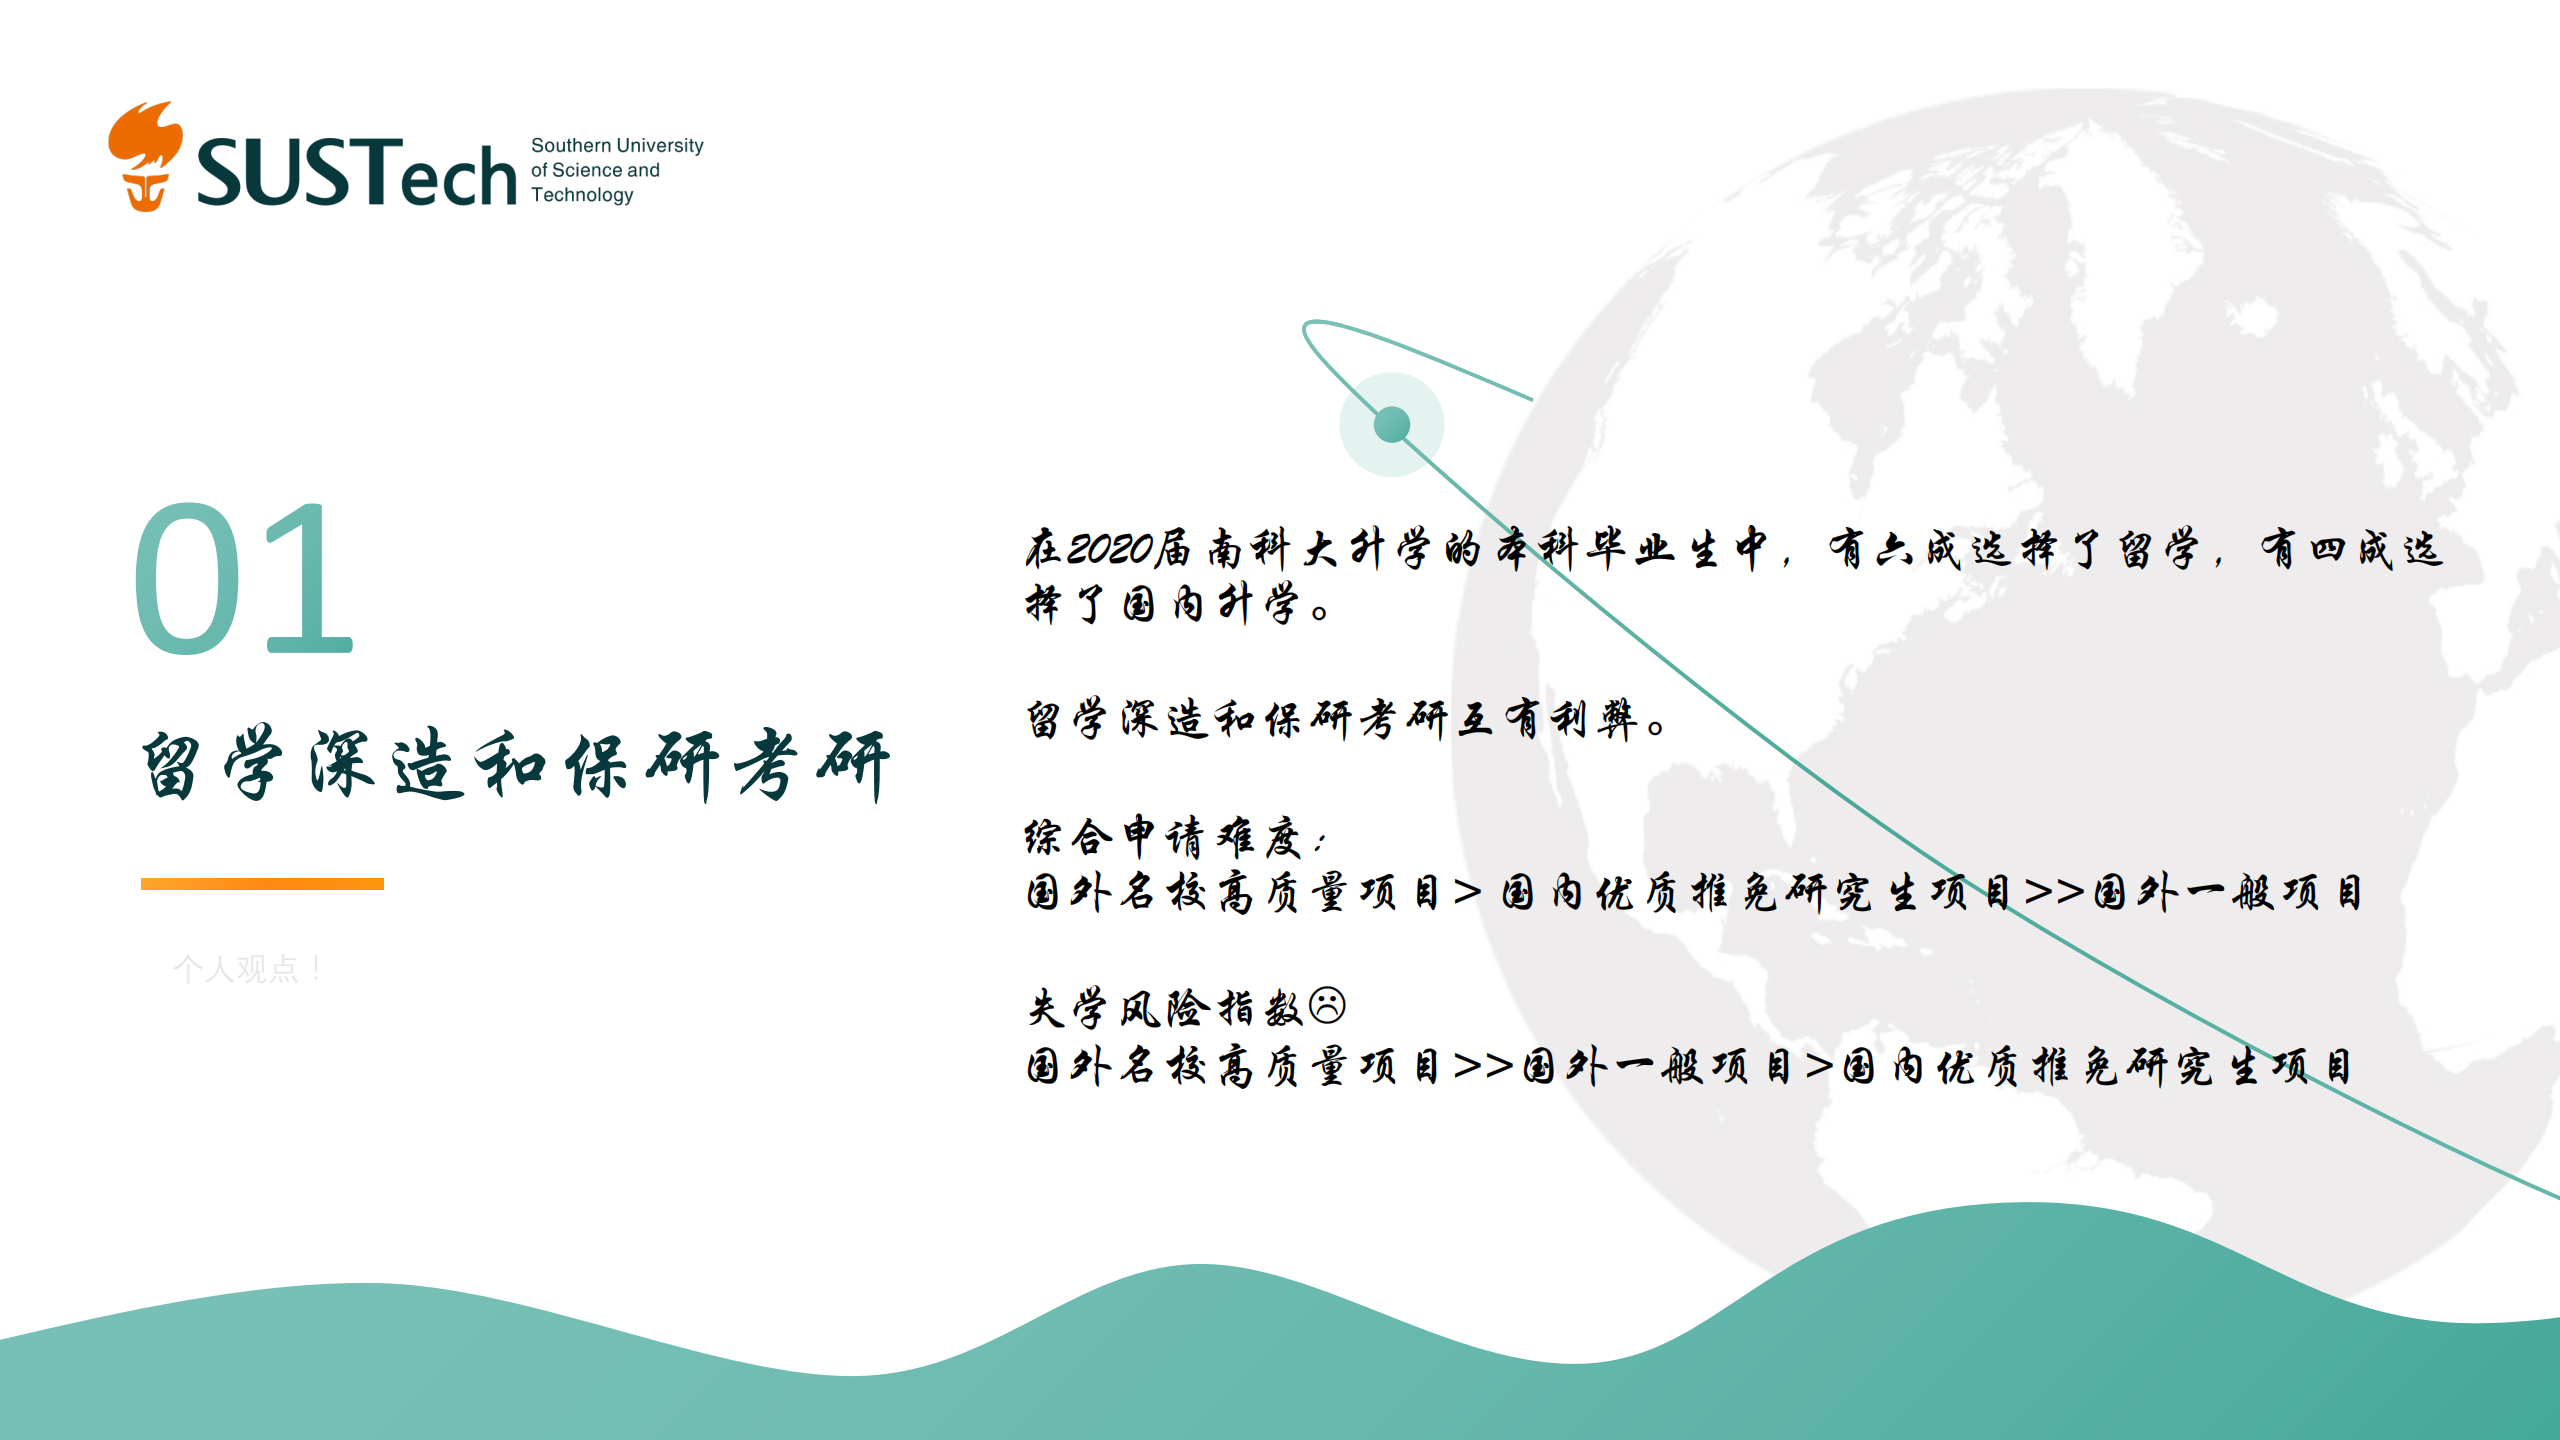 SUSTech
Southern University
of Science and
Technology
01
留学深造和保研考研
个人观点！
在2020届南科大升学的本科毕业生中，有六成选择了留学，有四成选
择了国内升学。
留学深造和保研考研互有利弊。
综合申请难度：
国外名校高质量项目> 国内优质推免研究生项目>>国外一般项目
失学风险指数☹
国外名校高质量项目>>国外一般项目>国内优质推免研究生项目